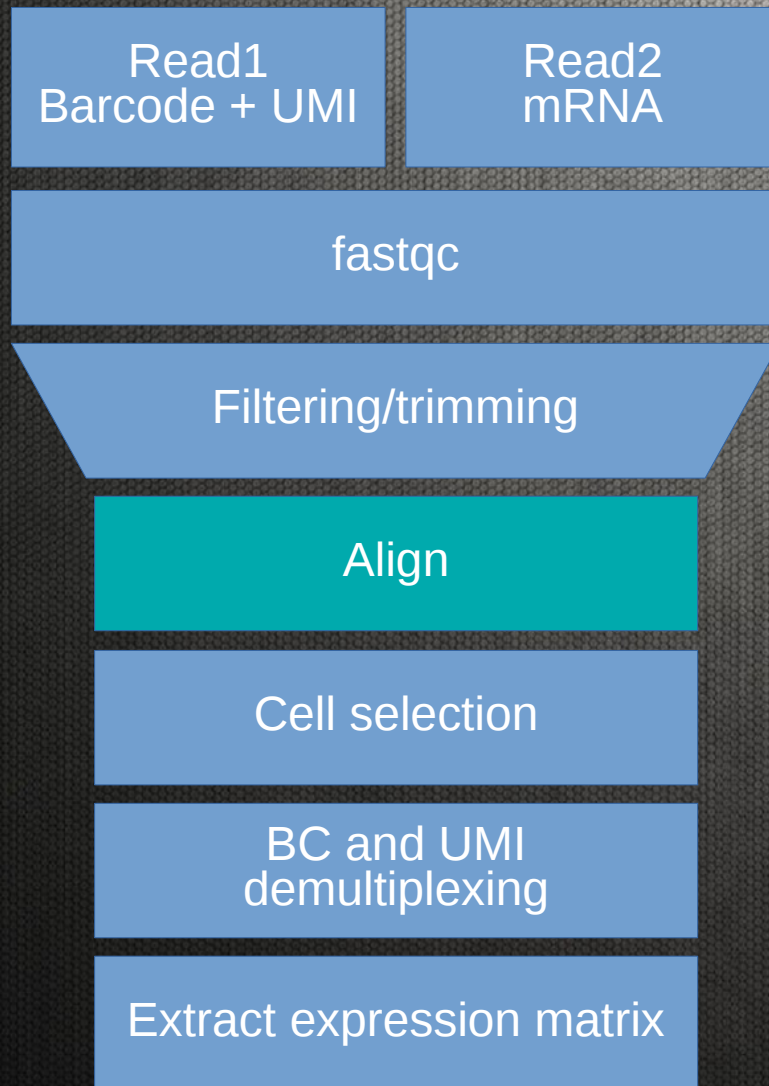 Read1
Barcode + UMI
Read2
mRNA
fastqc
Filtering/trimming
Align
Cell selection
BC and UMI
demultiplexing
Extract expression matrix